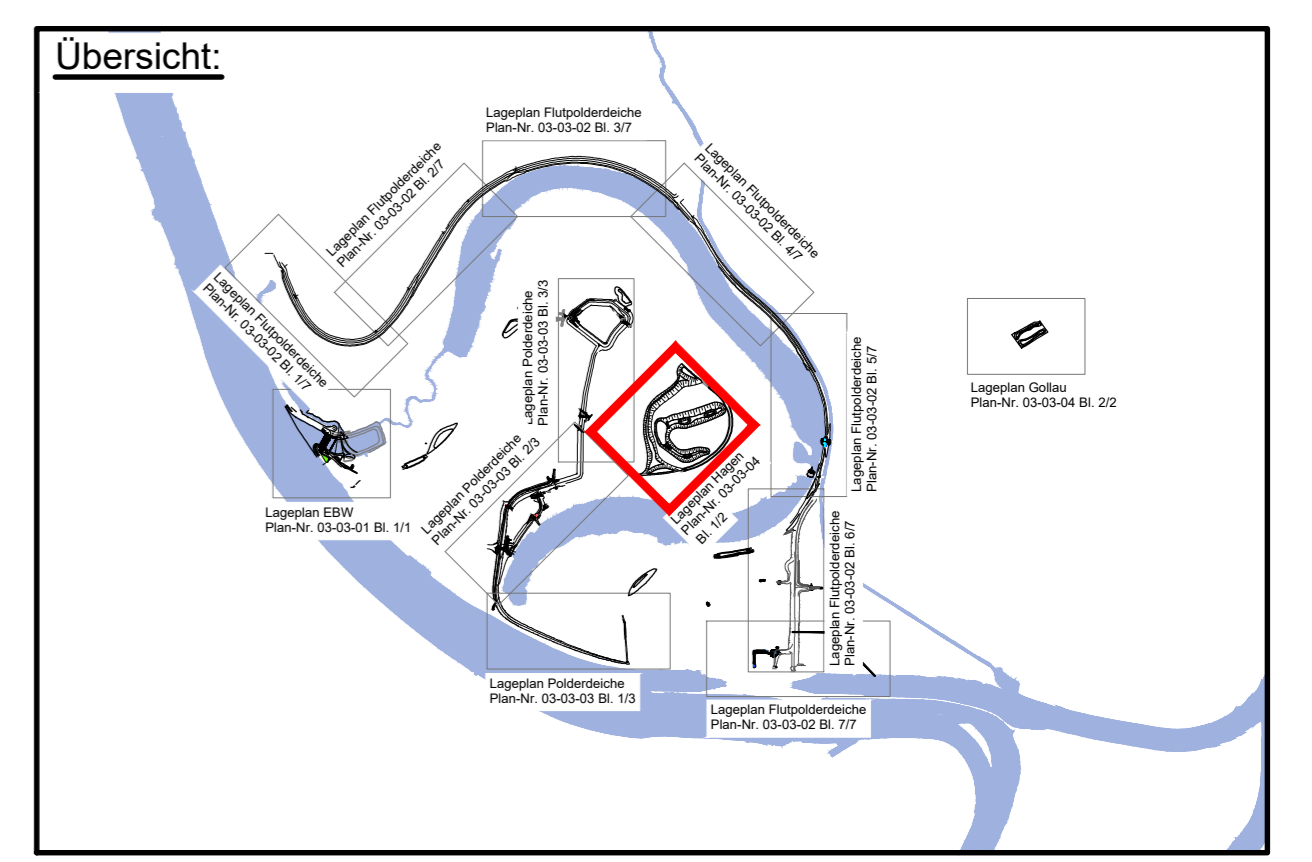 Übersicht:
Lageplan Flutpolderdeiche
Plan-Nr. 03-03-02 Bl. 3/7
Lageplan Flutpolderdeiche
Plan-Nr. 03-03-02 Bl. 2/7
Lageplan Flutpolderdeiche
Plan-Nr. 03-03-02 Bl. 4/7
Lageplan Flutpolderdeiche
Plan-Nr. 03-03-02 Bl. 1/7
Lageplan Polderdeiche
Plan-Nr. 03-03-03 Bl. 3/3
Lageplan Flutpolderdeiche
Plan-Nr. 03-03-02 Bl. 5/7
Lageplan Gollau
Plan-Nr. 03-03-04 Bl. 2/2
Lageplan Polderdeiche
Plan-Nr. 03-03-03 Bl. 2/3
Lageplan Hagen
Plan-Nr. 03-03-04
Bl. 1/2
Lageplan EBW
Plan-Nr. 03-03-01 Bl. 1/1
Lageplan Flutpolderdeiche
Plan-Nr. 03-03-02 Bl. 6/7
Lageplan Polderdeiche
Plan-Nr. 03-03-03 Bl. 1/3
Lageplan Flutpolderdeiche
Plan-Nr. 03-03-02 Bl. 7/7